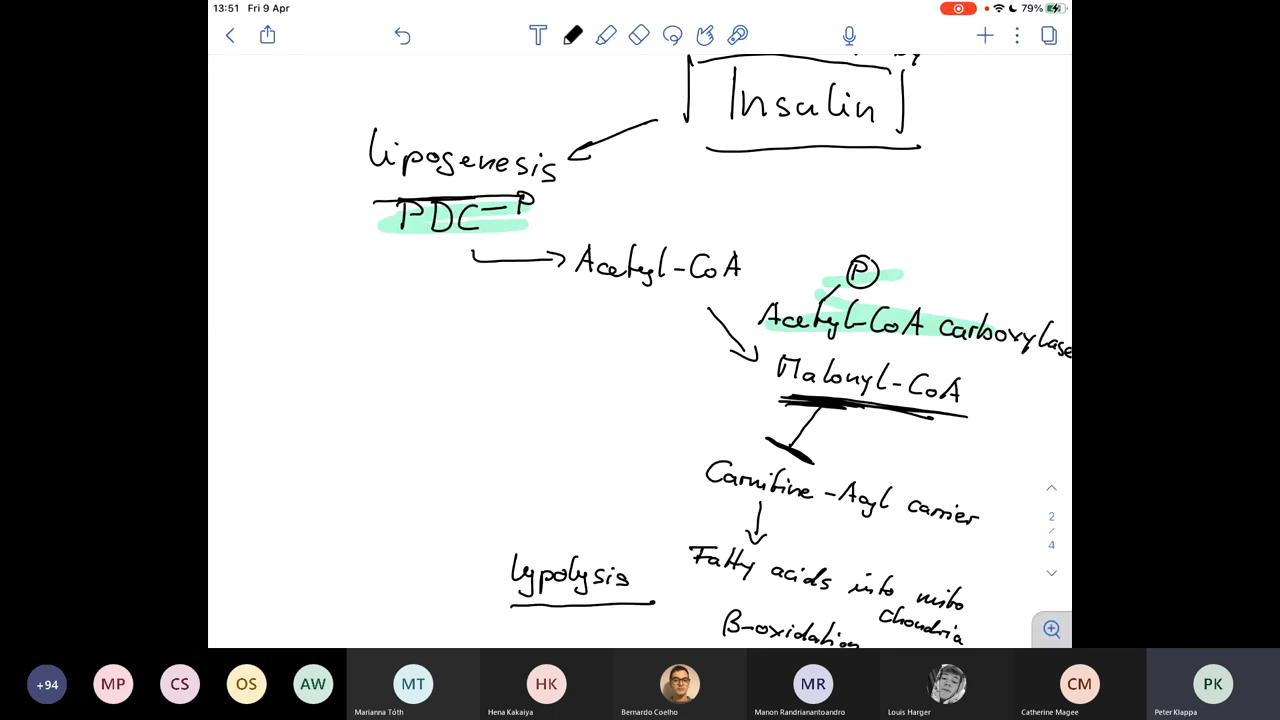 13:51 Fri 9 Apr
79%
Insulin
Lipogenesis
PDC-P
Acetyl-CoA
P
Acetyl-CoA carboxylase
Malonyl-CoA
Carnitine-Acyl carrier
Fatty acids into mito
chondria
Lypolysis
β-oxidation
2
/
4
+94
MP
CS
OS
AW
MT
HK
MR
CM
PK
Marianna Tóth
Hena Kakaiya
Bernardo Coelho
Manon Randrianantoandro
Louis Harger
Catherine Magee
Peter Klappa